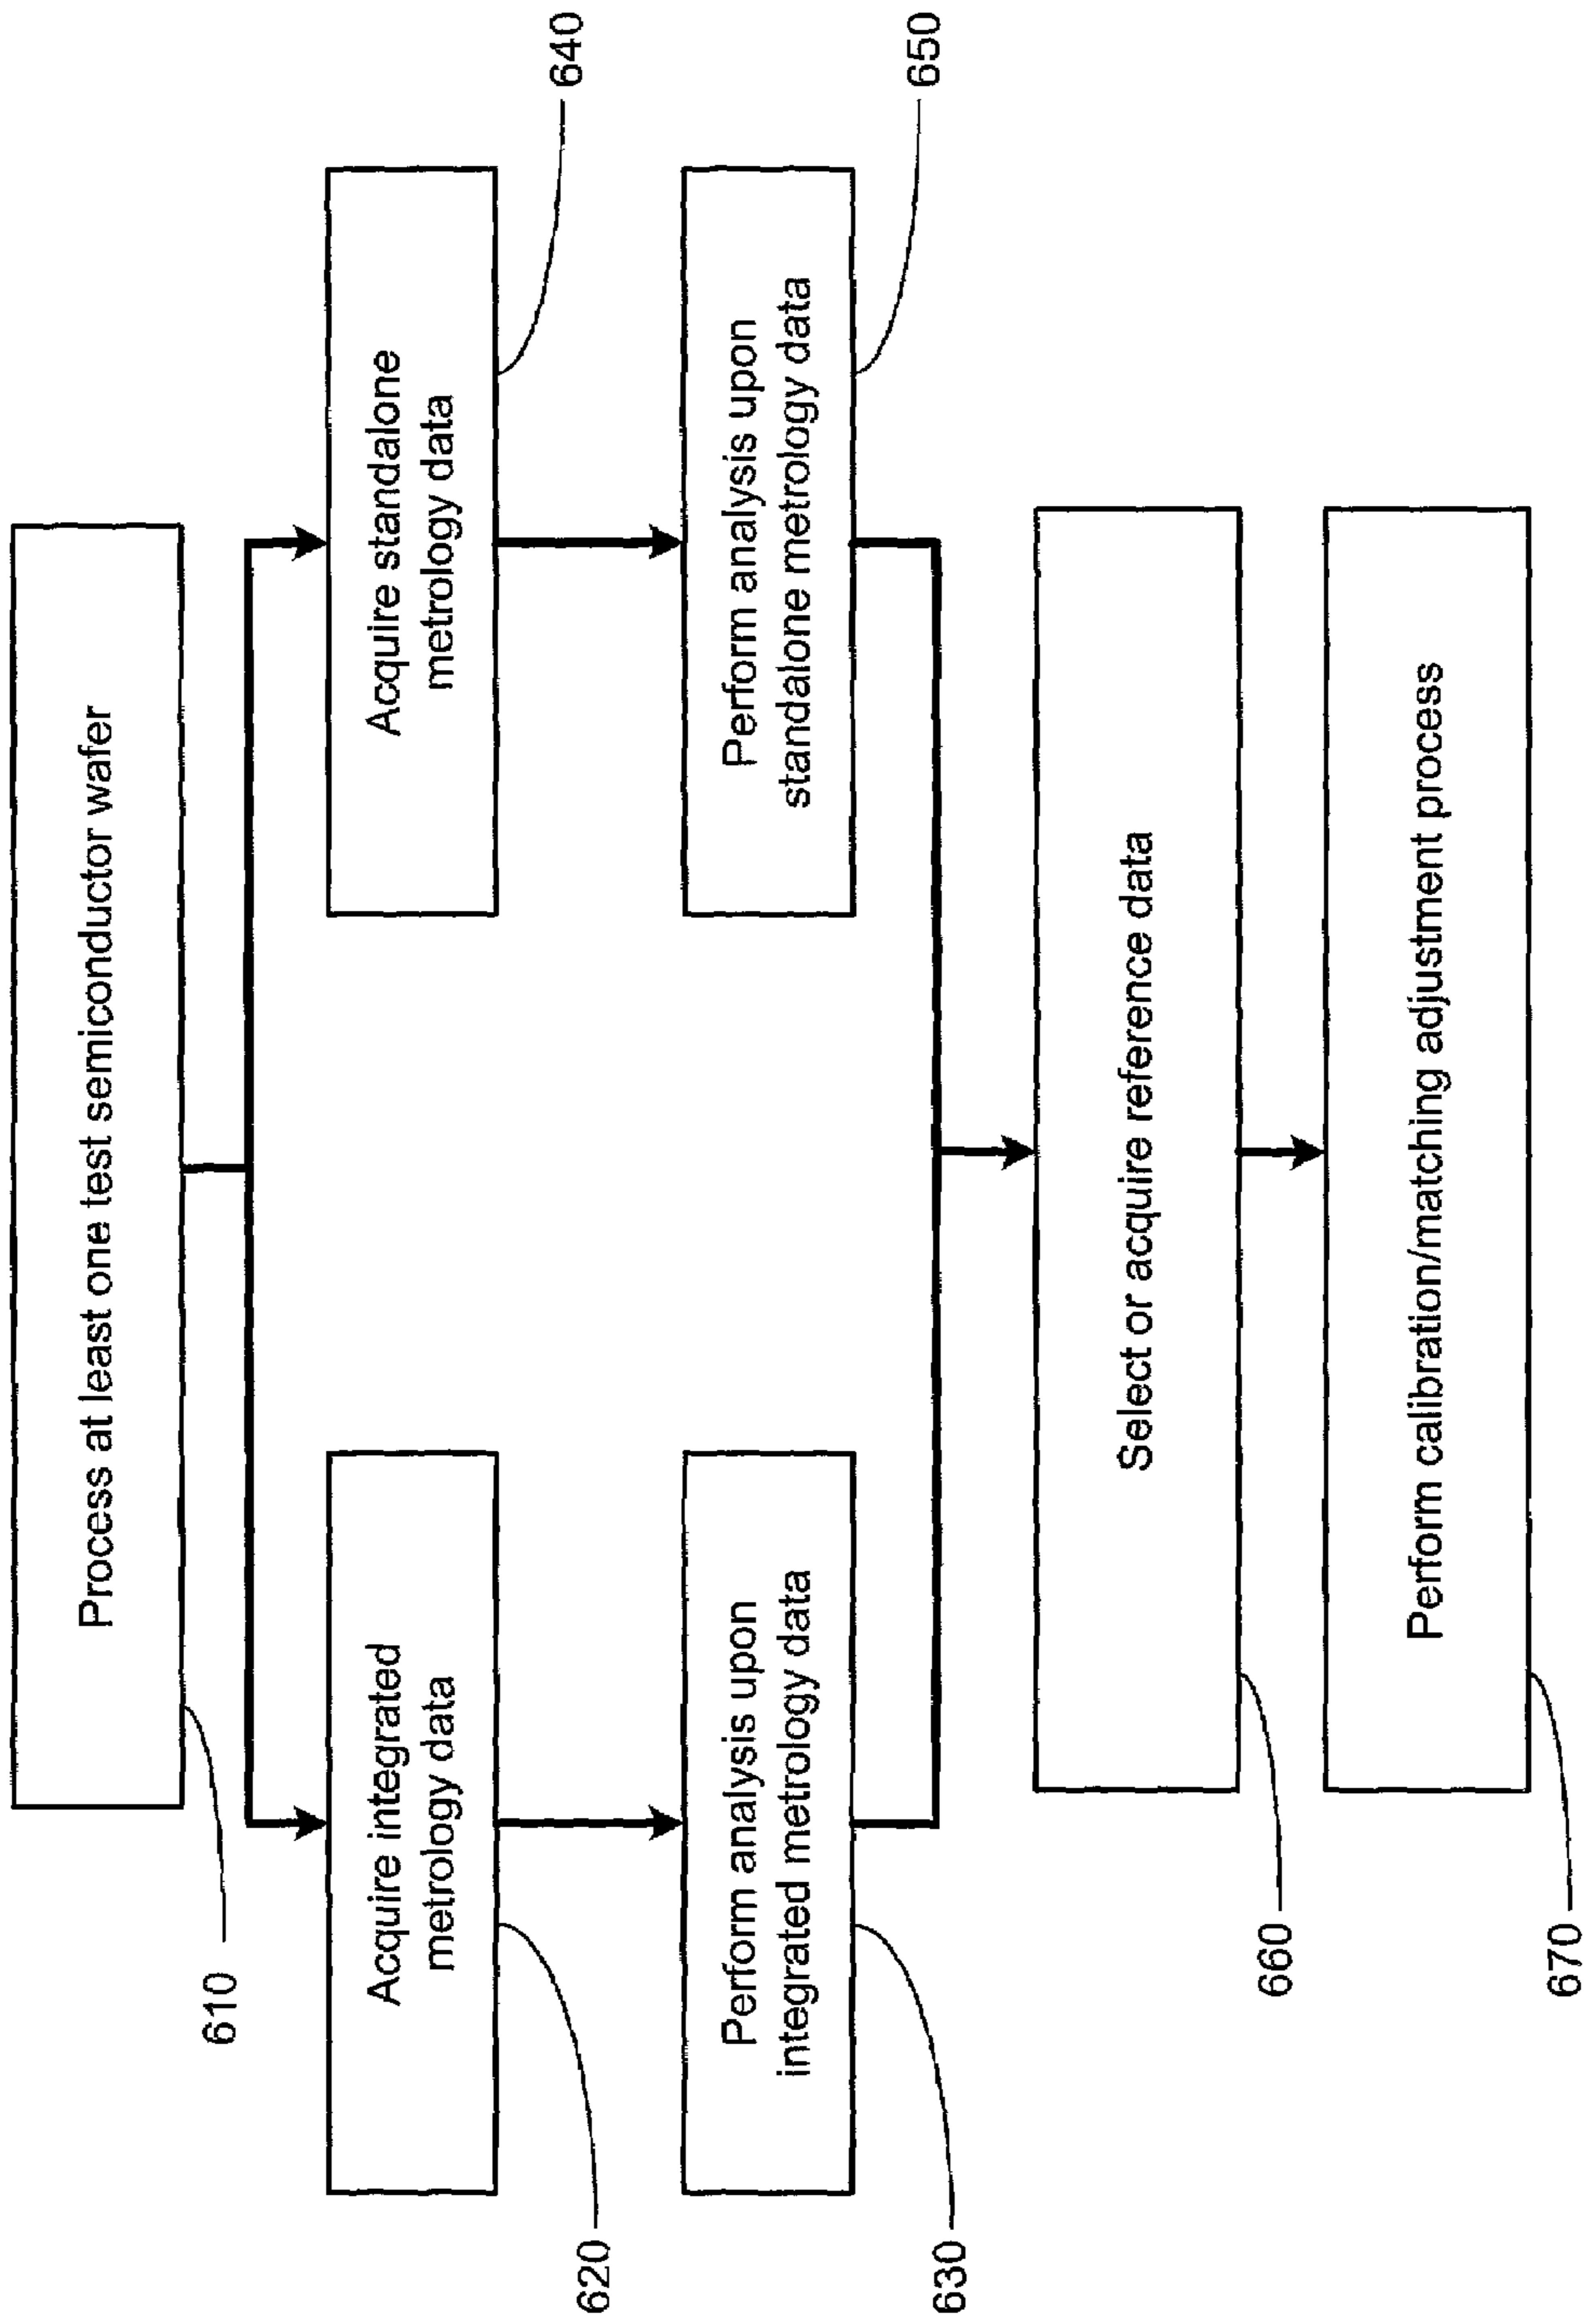 Process at least one test semiconductor wafer
610
Acquire integrated
metrology data
620
Acquire standalone
metrology data
640
Perform analysis upon
integrated metrology data
630
Perform analysis upon
standalone metrology data
650
Select or acquire reference data
660
Perform calibration/matching adjustment process
670